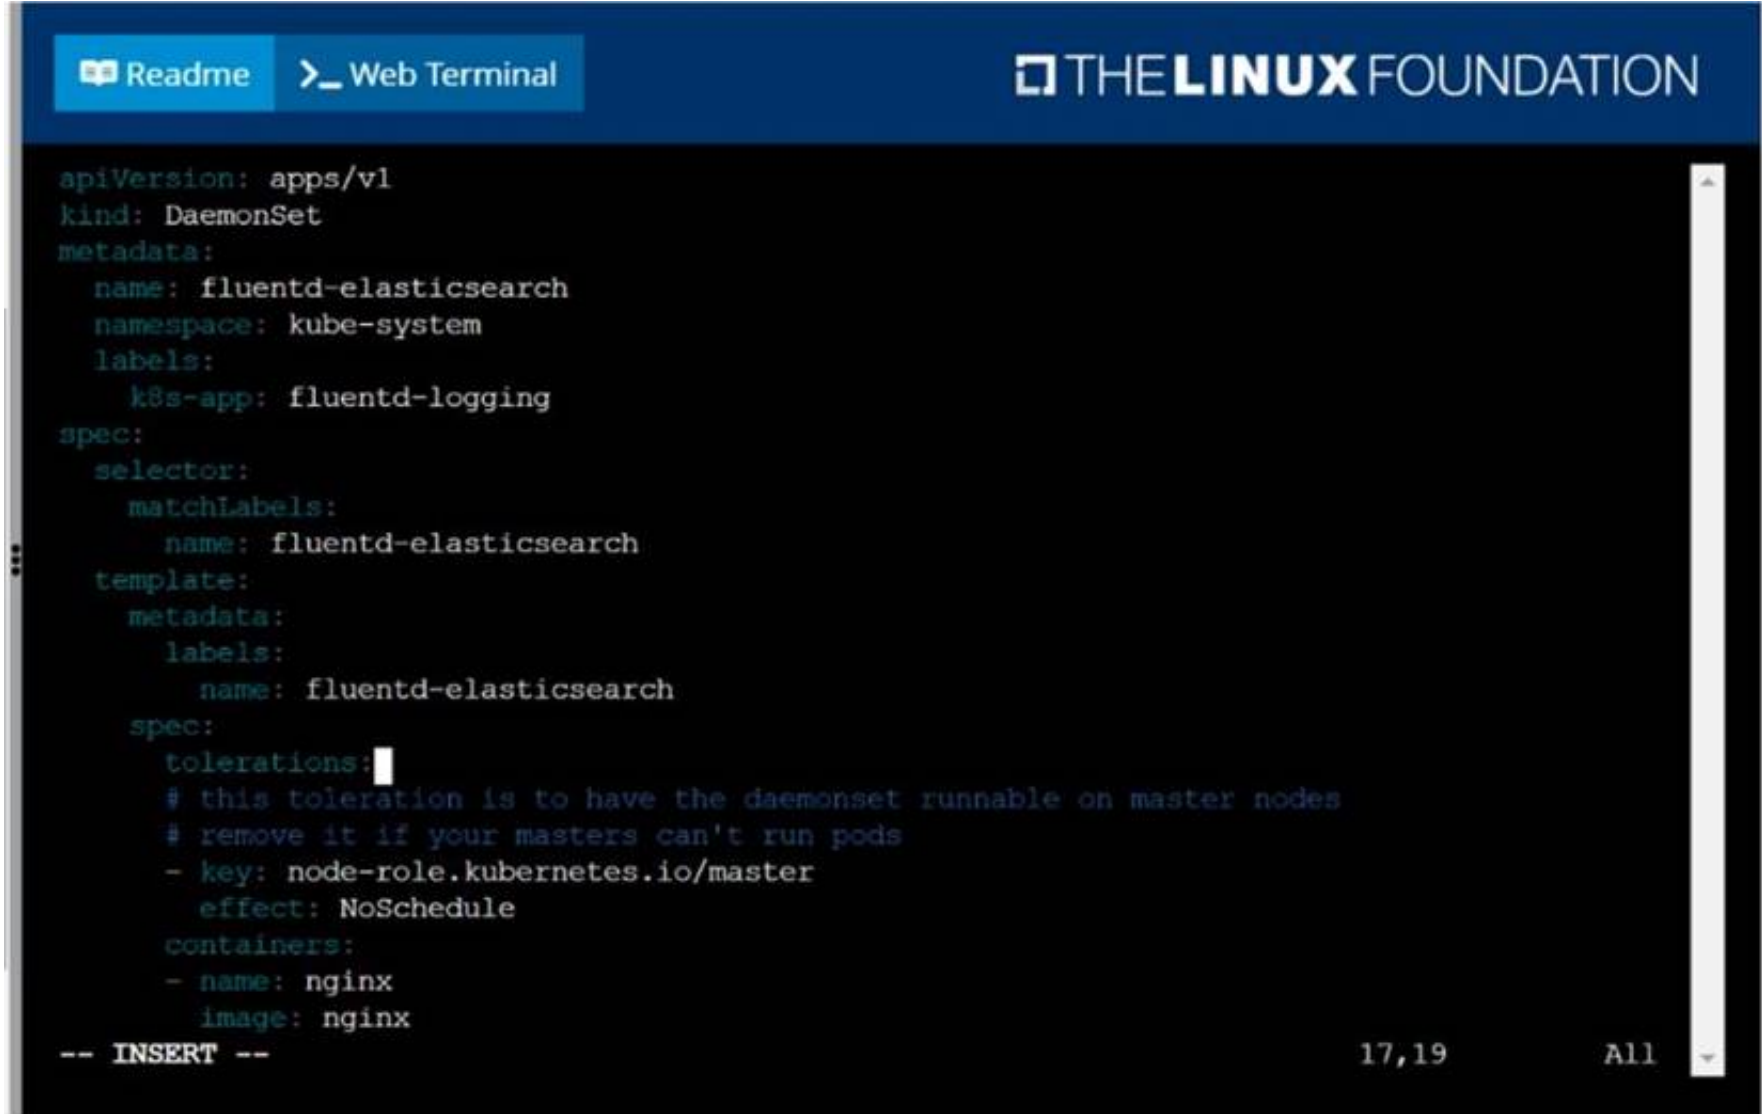 Readme >_ Web Terminal THE LINUX FOUNDATION
apiVersion: apps/v1
kind: DaemonSet
metadata:
  name: fluentd-elasticsearch
  namespace: kube-system
  labels:
    k8s-app: fluentd-logging
spec:
  selector:
    matchLabels:
      name: fluentd-elasticsearch
  template:
    metadata:
      labels:
        name: fluentd-elasticsearch
    spec:
      tolerations:
      # this toleration is to have the daemonset runnable on master nodes
      # remove it if your masters can't run pods
      - key: node-role.kubernetes.io/master
        effect: NoSchedule
      containers:
      - name: nginx
        image: nginx
-- INSERT -- 17,19 All